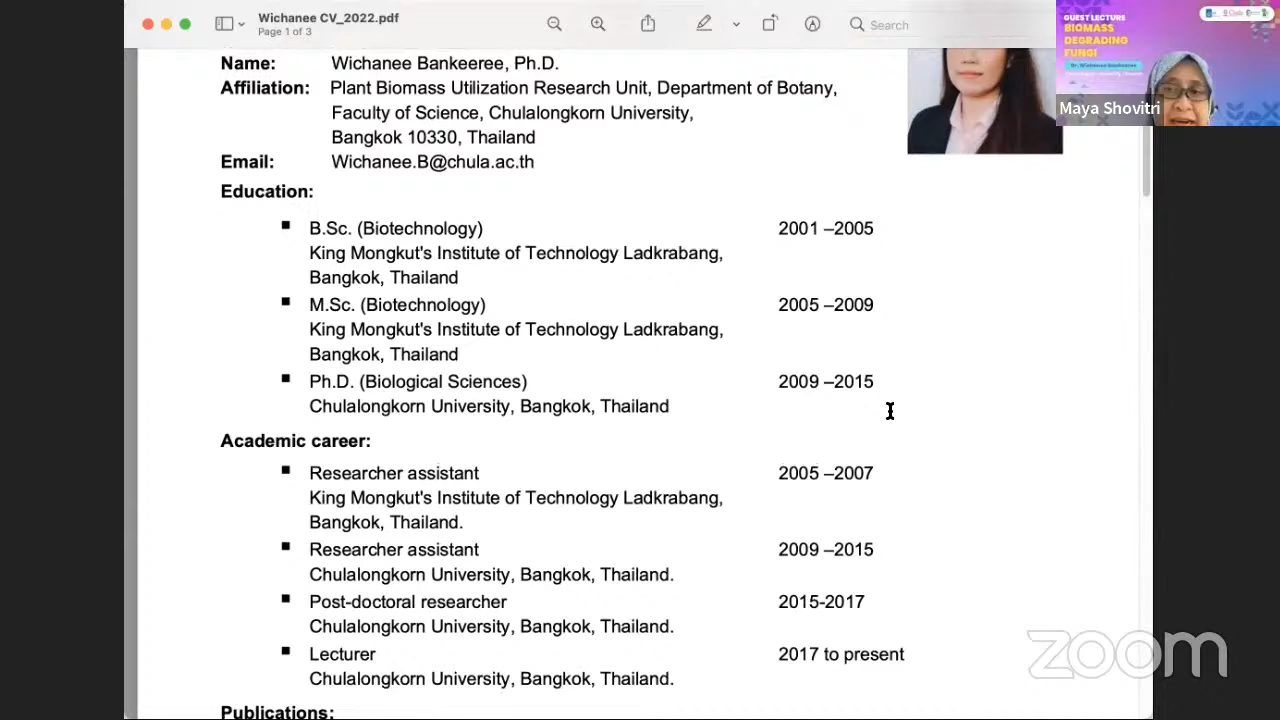 Wichanee CV_2022.pdf
Page 1 of 3
Search
GUEST LECTURE
BIOMASS
DEGRADING
FUNGI
Maya Shovitri
Name: Wichanee Bankeeree, Ph.D.
Affiliation: Plant Biomass Utilization Research Unit, Department of Botany,
Faculty of Science, Chulalongkorn University,
Bangkok 10330, Thailand
Email: Wichanee.B@chula.ac.th
Education:
B.Sc. (Biotechnology) 2001 –2005
King Mongkut's Institute of Technology Ladkrabang,
Bangkok, Thailand
M.Sc. (Biotechnology) 2005 –2009
King Mongkut's Institute of Technology Ladkrabang,
Bangkok, Thailand
Ph.D. (Biological Sciences) 2009 –2015
Chulalongkorn University, Bangkok, Thailand
Academic career:
Researcher assistant 2005 –2007
King Mongkut's Institute of Technology Ladkrabang,
Bangkok, Thailand.
Researcher assistant 2009 –2015
Chulalongkorn University, Bangkok, Thailand.
Post-doctoral researcher 2015-2017
Chulalongkorn University, Bangkok, Thailand.
Lecturer 2017 to present
Chulalongkorn University, Bangkok, Thailand.
Publications:
zoom